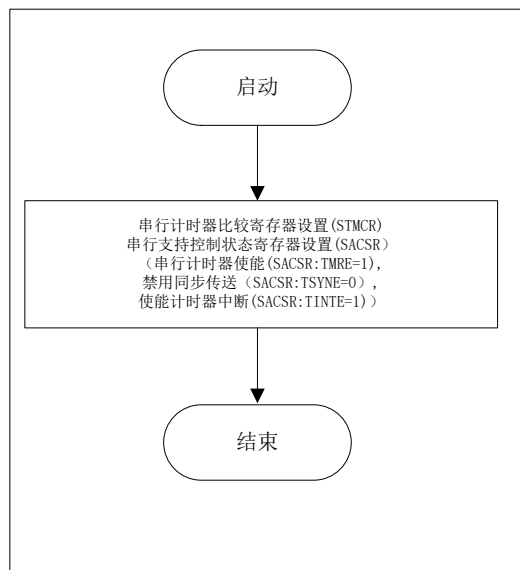 启动
串行计时器比较寄存器设置(STMCR)
串行支持控制状态寄存器设置(SACSR)
(串行计时器使能(SACSR:TMRE=1),
禁用同步传送（SACSR:TSYNE=0）,
使能计时器中断(SACSR:TINTE=1)）
结束